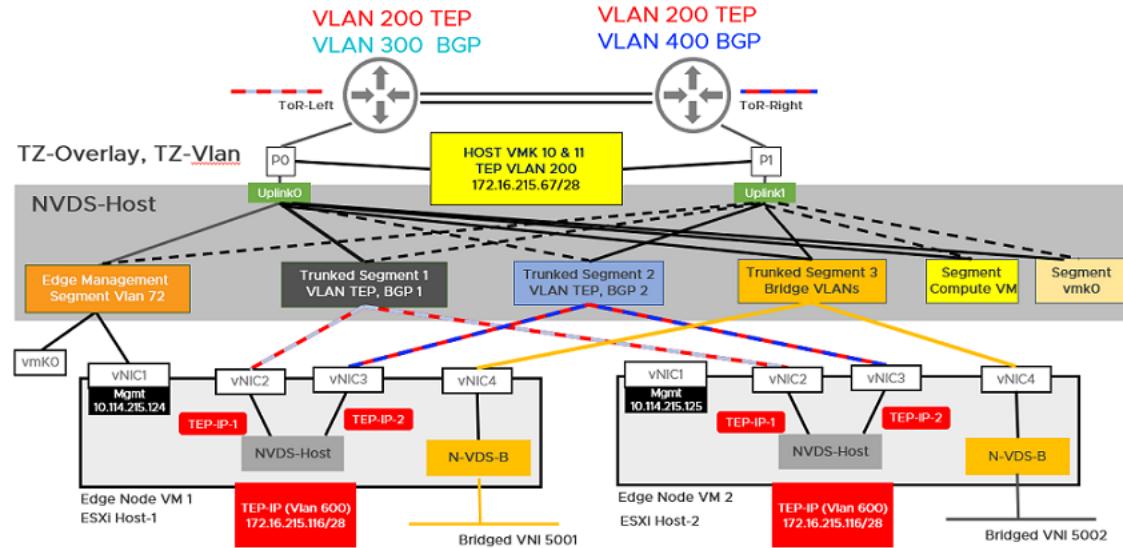 VLAN 200 TEP
VLAN 300 BGP
VLAN 200 TEP
VLAN 400 BGP
ToR-Left
ToR-Right
TZ-Overlay, TZ-Vlan
P0
HOST VMK 10 & 11
TEP VLAN 200
172.16.215.67/28
P1
Uplink0
Uplink1
NVDS-Host
Edge Management
Segment Vlan 72
Trunked Segment 1
VLAN TEP, BGP 1
Trunked Segment 2
VLAN TEP, BGP 2
Trunked Segment 3
Bridge VLANs
Segment
Compute VM
Segment
vmk0
vmK0
vNIC1
Mgmt
10.114.215.124
vNIC2
vNIC3
vNIC4
TEP-IP-1
TEP-IP-2
NVDS-Host
N-VDS-B
Edge Node VM 1
ESXi Host-1
TEP-IP (Vlan 600)
172.16.215.116/28
Bridged VNI 5001
vNIC1
Mgmt
10.114.215.125
vNIC2
vNIC3
vNIC4
TEP-IP-1
TEP-IP-2
NVDS-Host
N-VDS-B
Edge Node VM 2
ESXi Host-2
TEP-IP (Vlan 600)
172.16.215.116/28
Bridged VNI 5002